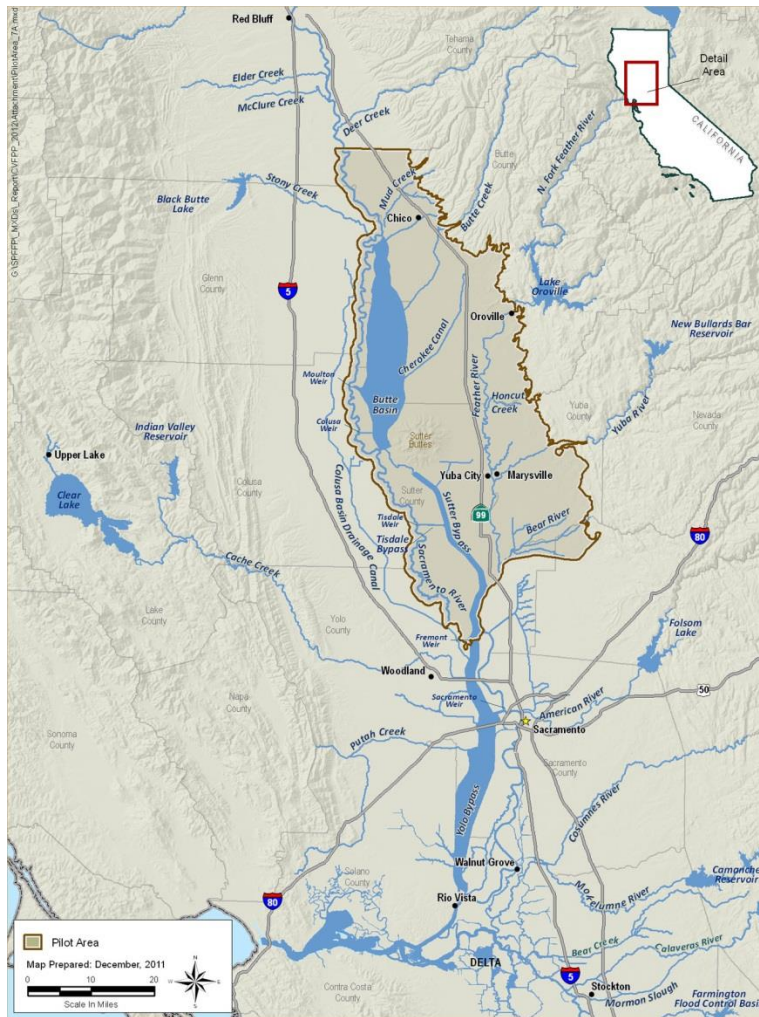 G:\SPFFP\_MXDs\_Report\CVFPP_2012\Attachment\PilotArea_7A.mxd
Red Bluff
Tehama
County
Elder Creek
McClure Creek
Deer Creek
Detail
Area
CALIFORNIA
Butte
County
N. Fork Feather River
Stony Creek
Mud Creek
Butte Creek
Black Butte
Lake
Chico
Glenn
County
5
Lake
Oroville
Oroville
Cherokee Canal
Feather River
New Bullards Bar
Reservoir
Moulton
Weir
Butte
Basin
Honcut
Creek
Yuba
County
Yuba River
Nevada
County
Colusa
Weir
Indian Valley
Reservoir
Sutter
Buttes
Upper Lake
Colusa
County
Clear
Lake
Colusa Basin Drainage Canal
Yuba City
Marysville
Sutter
County
Sutter Bypass
99
Bear River
Tisdale
Weir
Tisdale
Bypass
Sacramento River
80
Cache Creek
Lake
County
Yolo
County
Fremont
Weir
Folsom
Lake
Woodland
Sacramento
Weir
American River
50
Napa
County
Sonoma
County
Putah Creek
Sacramento
Sacramento
County
Yolo Bypass
Cosumnes River
Walnut Grove
Solano
County
Camanche
Reservoir
Mokelumne River
80
Rio Vista
Bear Creek
Calaveras River
DELTA
5
Contra Costa
County
Stockton
Mormon Slough
Farmington
Flood Control Basin
Pilot Area
Map Prepared: December, 2011
N
W
E
S
0
10
20
Scale In Miles